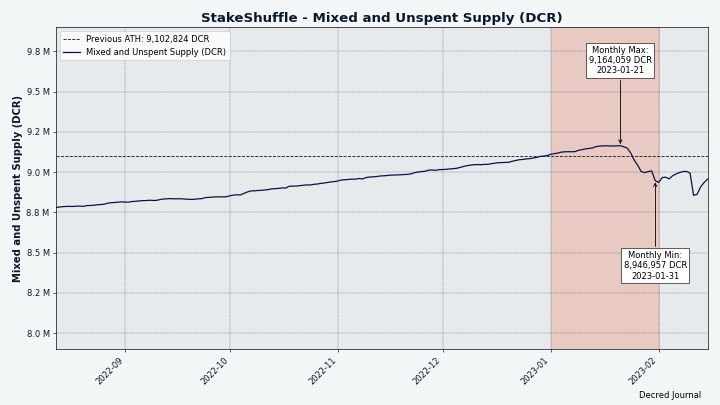 StakeShuffle - Mixed and Unspent Supply (DCR)
Previous ATH: 9,102,824 DCR
Mixed and Unspent Supply (DCR)
Monthly Max:
9,164,059 DCR
2023-01-21
Monthly Min:
8,946,957 DCR
2023-01-31
Mixed and Unspent Supply (DCR)
9.8 M
9.5 M
9.2 M
9.0 M
8.8 M
8.5 M
8.2 M
8.0 M
2022-09
2022-10
2022-11
2022-12
2023-01
2023-02
Decred Journal